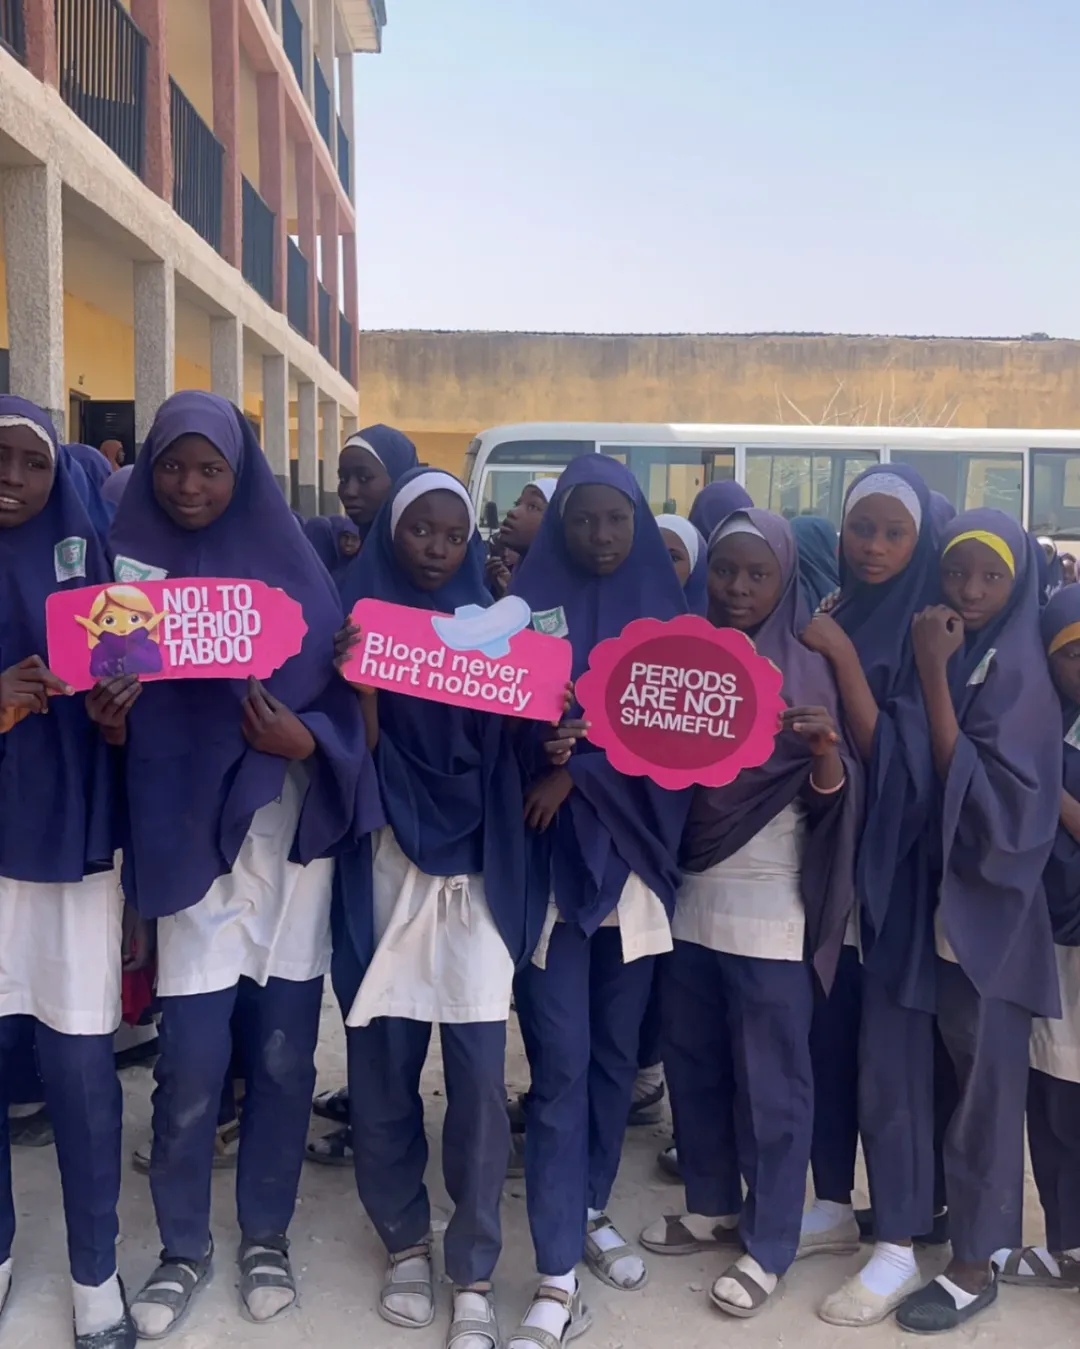 NO! TO
PERIOD
TABOO
Blood never
hurt nobody
PERIODS
ARE NOT
SHAMEFUL